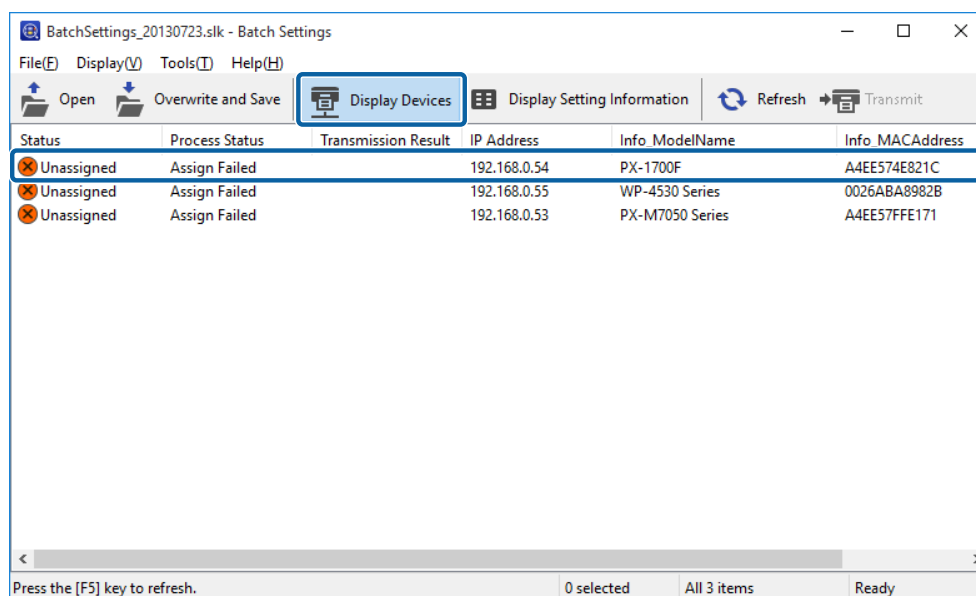 BatchSettings_20130723.slk - Batch Settings
File(F) Display(V) Tools(T) Help(H)
Open Overwrite and Save Display Devices Display Setting Information Refresh Transmit
Status Process Status Transmission Result IP Address Info_ModelName Info_MACAddress
Unassigned Assign Failed 192.168.0.54 PX-1700F A4EE574E821C
Unassigned Assign Failed 192.168.0.55 WP-4530 Series 0026ABA8982B
Unassigned Assign Failed 192.168.0.53 PX-M7050 Series A4EE57FFE171
Press the [F5] key to refresh. 0 selected All 3 items Ready